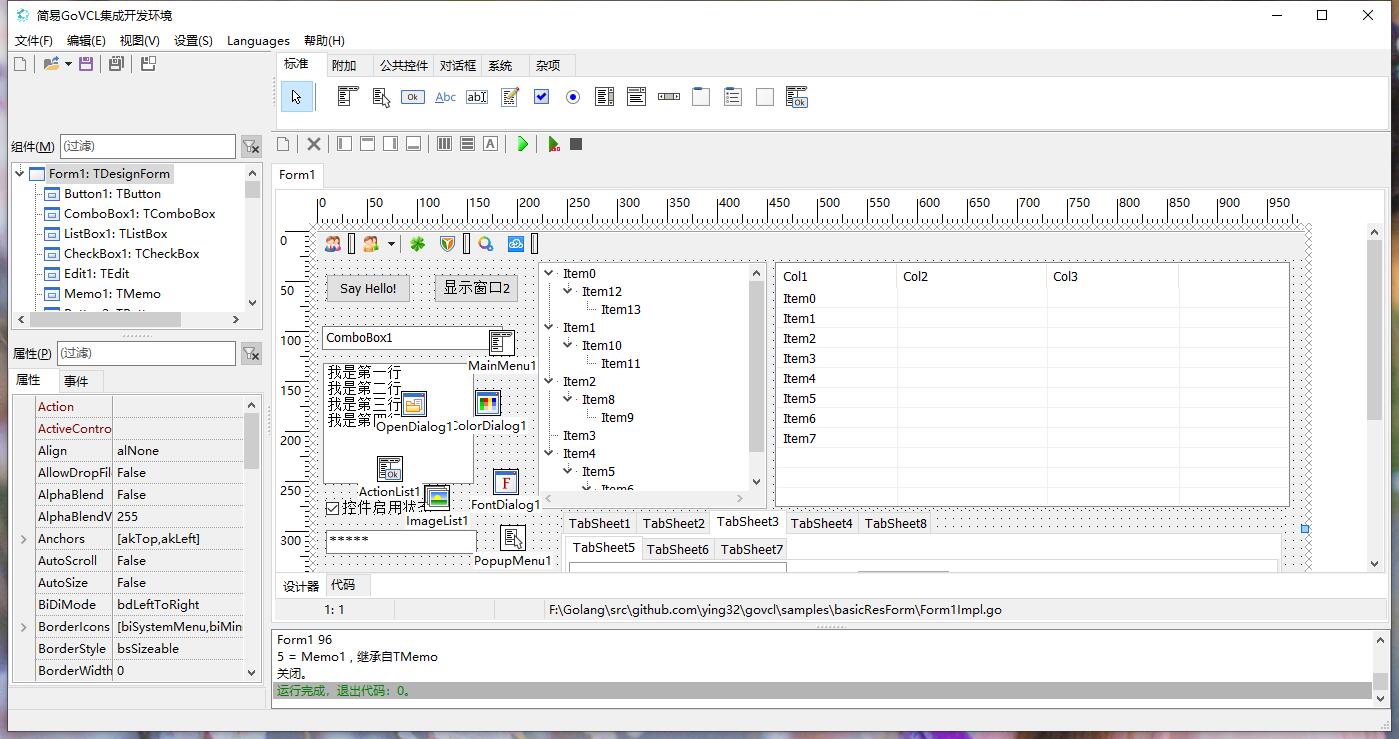 简易GoVCL集成开发环境
文件(F) 编辑(E) 视图(V) 设置(S) Languages 帮助(H)
标准 附加 公共控件 对话框 系统 杂项
Ok Abc ab Ok
组件(M) (过滤)
Form1: TDesignForm
Button1: TButton
ComboBox1: TComboBox
ListBox1: TListBox
CheckBox1: TCheckBox
Edit1: TEdit
Memo1: TMemo
属性(P) (过滤)
属性 事件
Action
ActiveContro
Align alNone
AllowDropFil False
AlphaBlend False
AlphaBlendV 255
Anchors [akTop,akLeft]
AutoScroll False
AutoSize False
BiDiMode bdLeftToRight
BorderIcons [biSystemMenu,biMin
BorderStyle bsSizeable
BorderWidth 0
A
Form1
0 50 100 150 200 250 300 350 400 450 500 550 600 650 700 750 800 850 900 950
0
50
100
150
200
250
300
Say Hello! 显示窗口2
ComboBox1
MainMenu1
我是第一行
我是第二行
我是第三行
我是第四
OpenDialog1 ColorDialog1
Ok
ActionList1
F
FontDialog1
控件启用状态
ImageList1
*****
PopupMenu1
Item0
Item12
Item13
Item1
Item10
Item11
Item2
Item8
Item9
Item3
Item4
Item5
Item6
Col1 Col2 Col3
Item0
Item1
Item2
Item3
Item4
Item5
Item6
Item7
TabSheet1 TabSheet2 TabSheet3 TabSheet4 TabSheet8
TabSheet5 TabSheet6 TabSheet7
设计器 代码
1: 1 F:\Golang\src\github.com\ying32\govcl\samples\basicResForm\Form1Impl.go
Form1 96
5 = Memo1 , 继承自TMemo
关闭。
运行完成，退出代码：0。